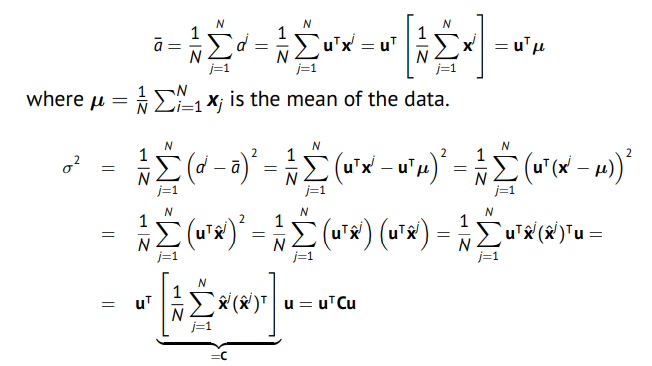 ā = 1/N ∑_{j=1}^{N} a^j = 1/N ∑_{j=1}^{N} u^T x^j = u^T [ 1/N ∑_{j=1}^{N} x^j ] = u^T μ
where μ = 1/N ∑_{i=1}^{N} x_j is the mean of the data.
σ² = 1/N ∑_{j=1}^{N} (a^j − ā)² = 1/N ∑_{j=1}^{N} (u^T x^j − u^T μ)² = 1/N ∑_{j=1}^{N} (u^T (x^j − μ))²
= 1/N ∑_{j=1}^{N} (u^T x̂^j)² = 1/N ∑_{j=1}^{N} (u^T x̂^j) (u^T x̂^j) = 1/N ∑_{j=1}^{N} u^T x̂^j (x̂^j)^T u =
= u^T [ 1/N ∑_{j=1}^{N} x̂^j (x̂^j)^T ] u = u^T C u
=C